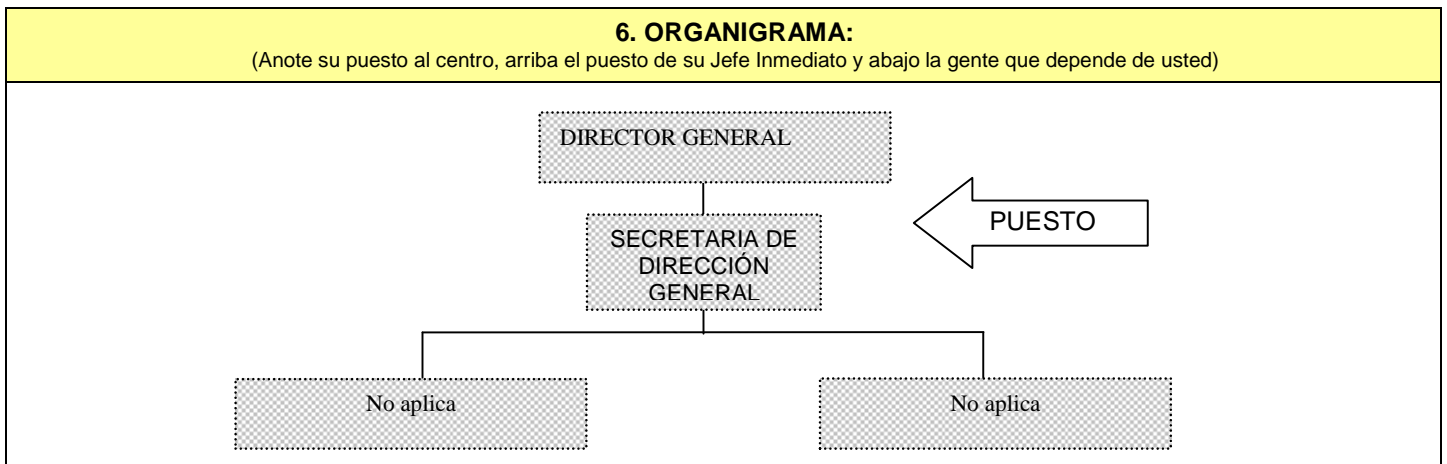 6. ORGANIGRAMA:
(Anote su puesto al centro, arriba el puesto de su Jefe Inmediato y abajo la gente que depende de usted)
DIRECTOR GENERAL
SECRETARIA DE
DIRECCIÓN
GENERAL
PUESTO
No aplica
No aplica